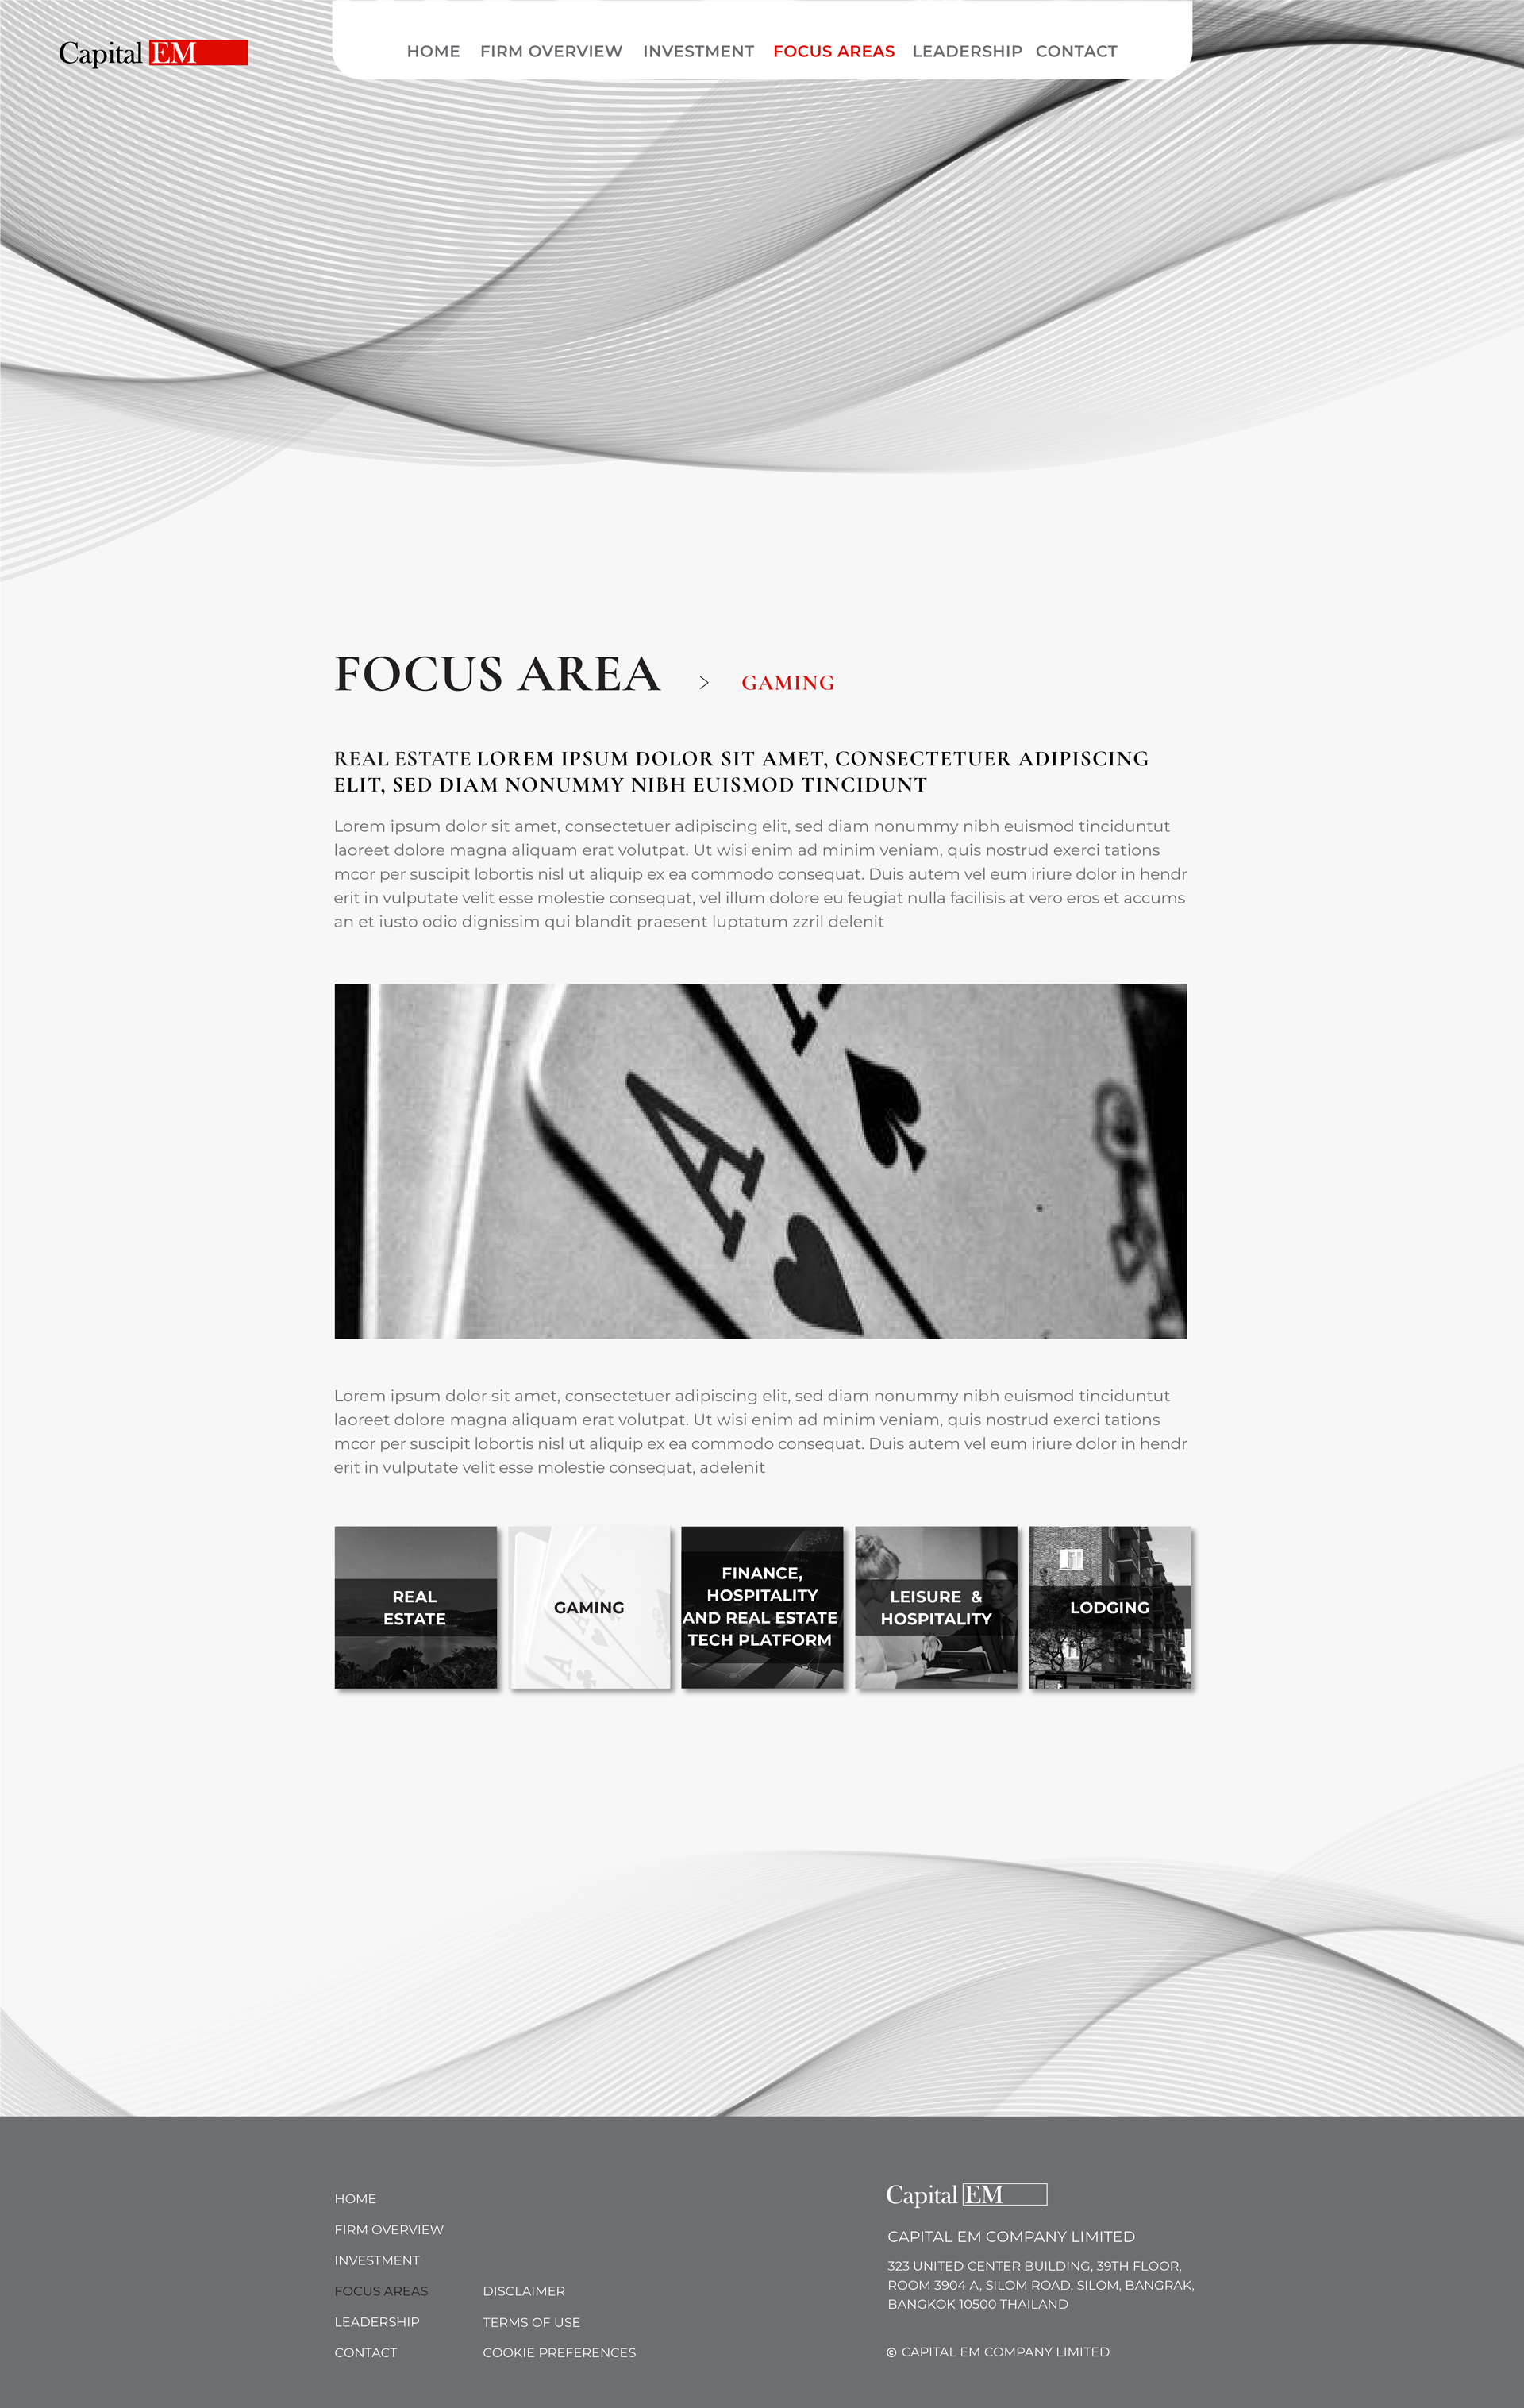 Capital EM
HOME FIRM OVERVIEW INVESTMENT FOCUS AREAS LEADERSHIP CONTACT
FOCUS AREA > GAMING
REAL ESTATE LOREM IPSUM DOLOR SIT AMET, CONSECTETUER ADIPISCING
ELIT, SED DIAM NONUMMY NIBH EUISMOD TINCIDUNT
Lorem ipsum dolor sit amet, consectetuer adipiscing elit, sed diam nonummy nibh euismod tinciduntut
laoreet dolore magna aliquam erat volutpat. Ut wisi enim ad minim veniam, quis nostrud exerci tations
mcor per suscipit lobortis nisl ut aliquip ex ea commodo consequat. Duis autem vel eum iriure dolor in hendr
erit in vulputate velit esse molestie consequat, vel illum dolore eu feugiat nulla facilisis at vero eros et accums
an et iusto odio dignissim qui blandit praesent luptatum zzril delenit
A
A
Lorem ipsum dolor sit amet, consectetuer adipiscing elit, sed diam nonummy nibh euismod tinciduntut
laoreet dolore magna aliquam erat volutpat. Ut wisi enim ad minim veniam, quis nostrud exerci tations
mcor per suscipit lobortis nisl ut aliquip ex ea commodo consequat. Duis autem vel eum iriure dolor in hendr
erit in vulputate velit esse molestie consequat, adelenit
REAL
ESTATE
GAMING
FINANCE,
HOSPITALITY
AND REAL ESTATE
TECH PLATFORM
LEISURE &
HOSPITALITY
LODGING
HOME
FIRM OVERVIEW
INVESTMENT
FOCUS AREAS
LEADERSHIP
CONTACT
DISCLAIMER
TERMS OF USE
COOKIE PREFERENCES
Capital EM
CAPITAL EM COMPANY LIMITED
323 UNITED CENTER BUILDING, 39TH FLOOR,
ROOM 3904 A, SILOM ROAD, SILOM, BANGRAK,
BANGKOK 10500 THAILAND
© CAPITAL EM COMPANY LIMITED